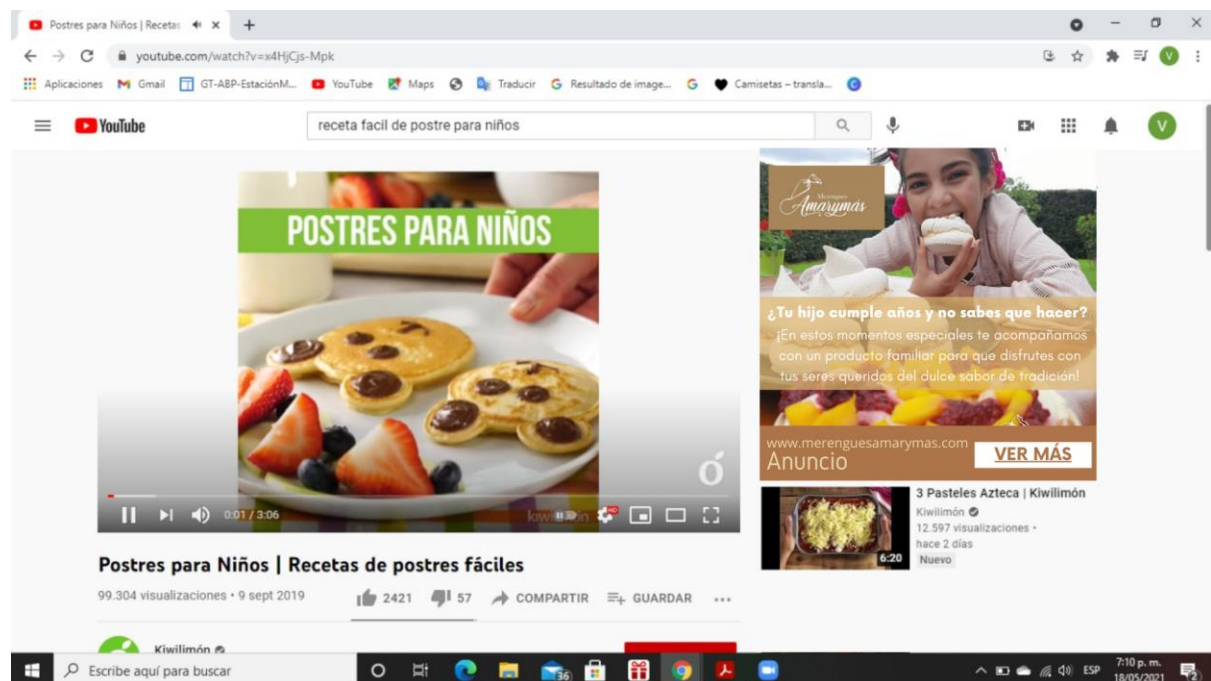 Postres para Niños | Recetas
youtube.com/watch?v=x4HjCjs-Mpk
Aplicaciones Gmail GT-ABP-EstaciónM... YouTube Maps Traducir Resultado de image... Camisetas – transla...
YouTube
receta facil de postre para niños
V
POSTRES PARA NIÑOS
0:01 / 3:06
kiwilimón
HD
Postres para Niños | Recetas de postres fáciles
99.304 visualizaciones • 9 sept 2019
2421 57 COMPARTIR GUARDAR
Kiwilimón
Merengues
Amarymás
¿Tu hijo cumple años y no sabes que hacer?
¡En estos momentos especiales te acompañamos
con un producto familiar para que disfrutes con
tus seres queridos del dulce sabor de tradición!
www.merenguesamarymas.com
Anuncio
VER MÁS
6:20
3 Pasteles Azteca | Kiwilimón
Kiwilimón
12.597 visualizaciones •
hace 2 días
Nuevo
Escribe aquí para buscar
36
ESP
7:10 p. m.
18/05/2021
2